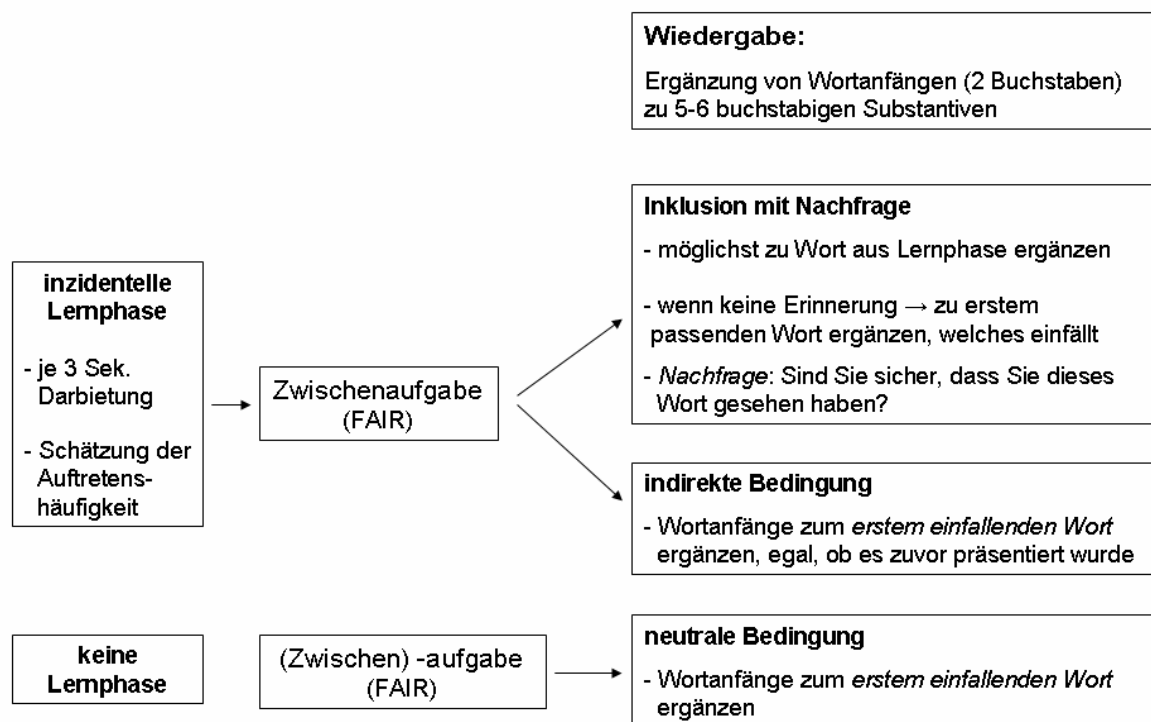 Wiedergabe:
Ergänzung von Wortanfängen (2 Buchstaben)
zu 5-6 buchstabigen Substantiven
inzidentelle
Lernphase
- je 3 Sek.
Darbietung
- Schätzung der
Auftretens-
häufigkeit
Zwischenaufgabe
(FAIR)
Inklusion mit Nachfrage
- möglichst zu Wort aus Lernphase ergänzen
- wenn keine Erinnerung → zu erstem
passenden Wort ergänzen, welches einfällt
- Nachfrage: Sind Sie sicher, dass Sie dieses
Wort gesehen haben?
indirekte Bedingung
- Wortanfänge zum erstem einfallenden Wort
ergänzen, egal, ob es zuvor präsentiert wurde
keine
Lernphase
(Zwischen) -aufgabe
(FAIR)
neutrale Bedingung
- Wortanfänge zum erstem einfallenden Wort
ergänzen